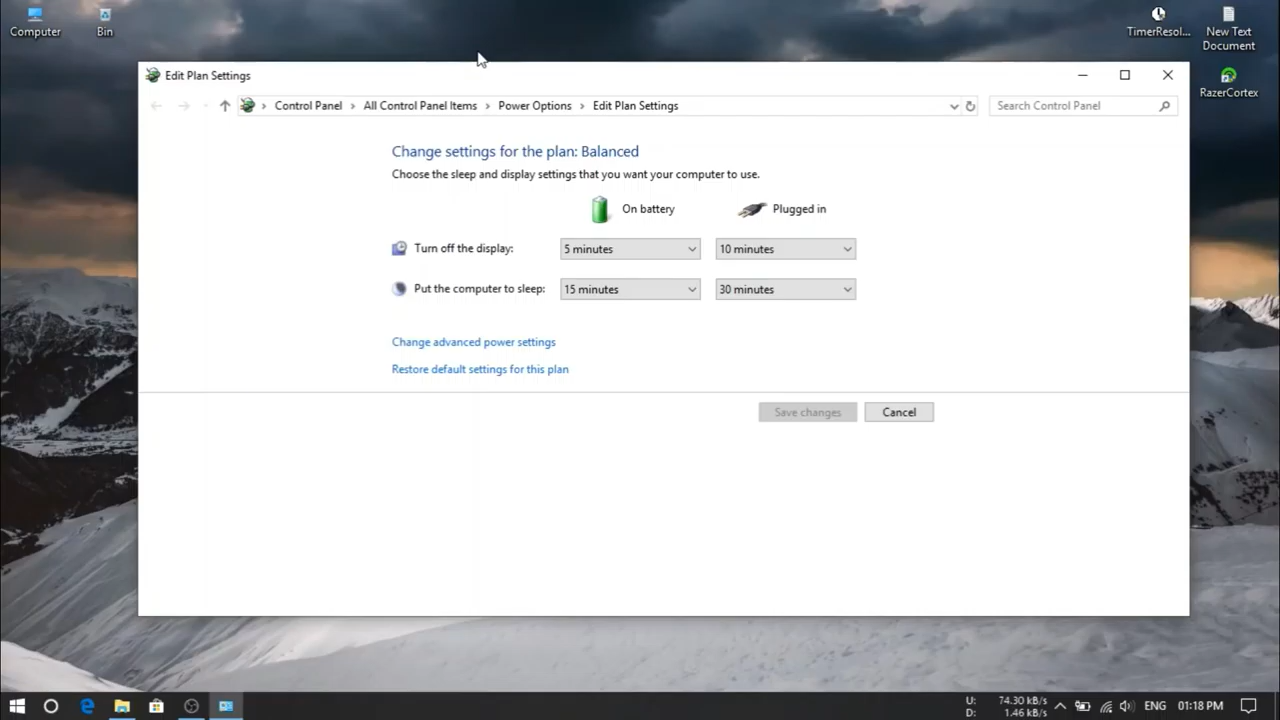 Computer
Bin
TimerResol...
New Text
Document
RazerCortex
Edit Plan Settings
Control Panel > All Control Panel Items > Power Options > Edit Plan Settings
Search Control Panel
Change settings for the plan: Balanced
Choose the sleep and display settings that you want your computer to use.
On battery
Plugged in
Turn off the display: 5 minutes 10 minutes
Put the computer to sleep: 15 minutes 30 minutes
Change advanced power settings
Restore default settings for this plan
Save changes
Cancel
U: 74.30 kB/s
D: 1.46 kB/s
ENG
01:18 PM